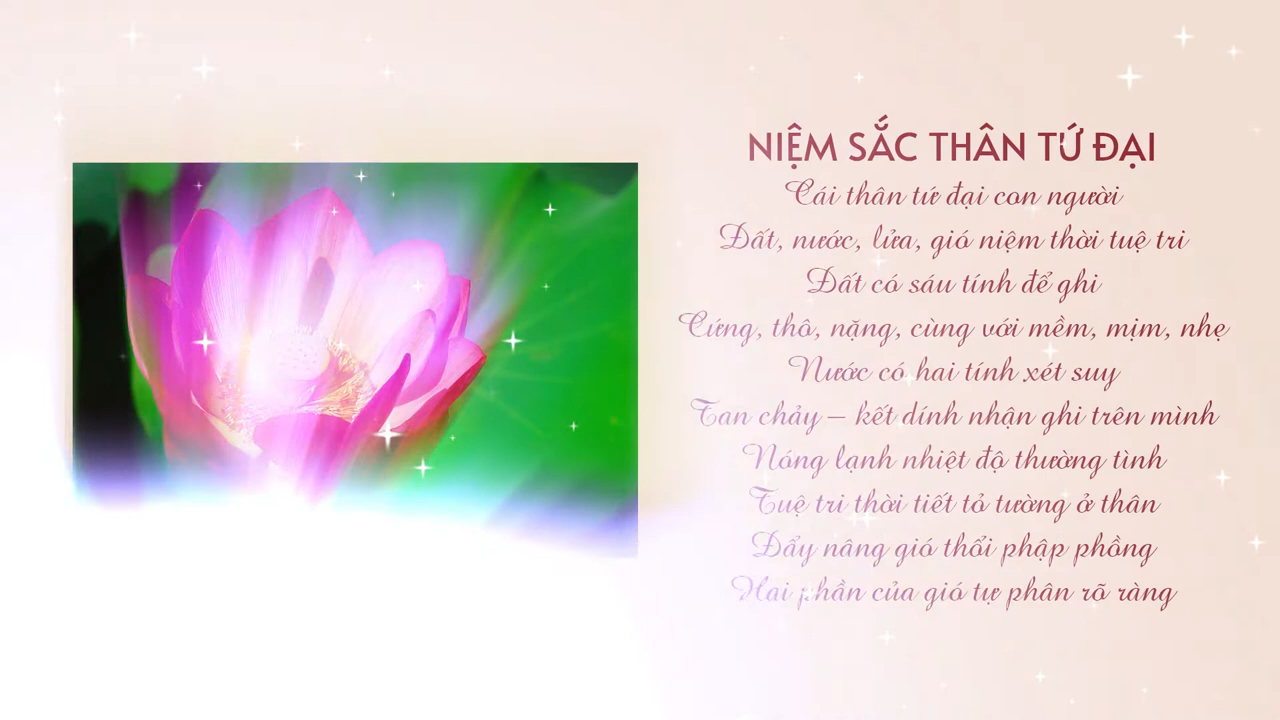 NIỆM SẮC THÂN TỨ ĐẠI
Cái thân tứ đại con người
Đất, nước, lửa, gió niệm thời tuệ tri
Đất có sáu tính để ghi
Cứng, thô, nặng, cùng với mềm, mịm, nhẹ
Nước có hai tính xét suy
Tan chảy – kết dính nhận ghi trên mình
Nóng lạnh nhiệt độ thường tình
Tuệ tri thời tiết tỏ tường ở thân
Đẩy nâng gió thổi phập phồng
Hai phần của gió tự phân rõ ràng